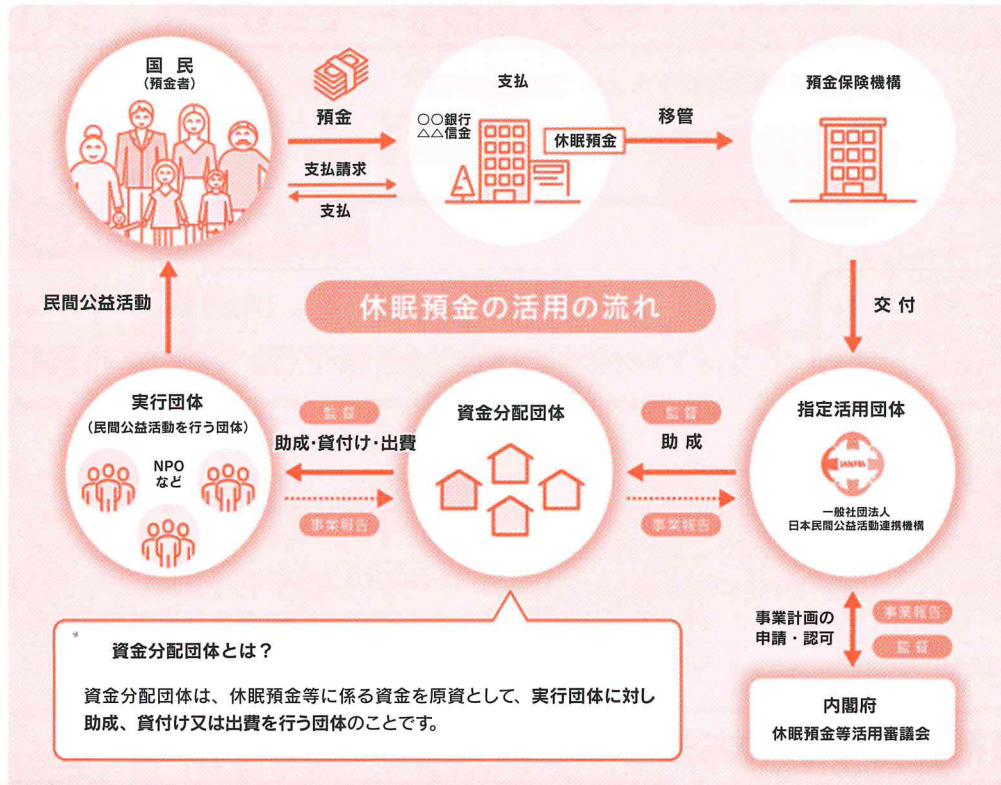 国 民
(預金者)
預金
支払請求
支払
支払
○○銀行
△△信金
休眠預金
移管
預金保険機構
民間公益活動
休眠預金の活用の流れ
交 付
実行団体
(民間公益活動を行う団体)
NPO
など
監 督
助成・貸付け・出費
事業報告
資金分配団体
監 督
助 成
事業報告
指定活用団体
JANPIA
一般社団法人
日本民間公益活動連携機構
事業計画の
申請・認可
事業報告
監 督
資金分配団体とは？
資金分配団体は、休眠預金等に係る資金を原資として、実行団体に対し
助成、貸付け又は出費を行う団体のことです。
内閣府
休眠預金等活用審議会